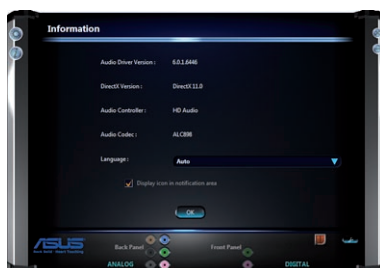 Information
Audio Driver Version : 6.0.1.6446
DirectX Version : DirectX 11.0
Audio Controller : HD Audio
Audio Codec : ALC898
Language : Auto
Display icon in notification area
OK
ASUS
Back Panel Front Panel
ANALOG DIGITAL